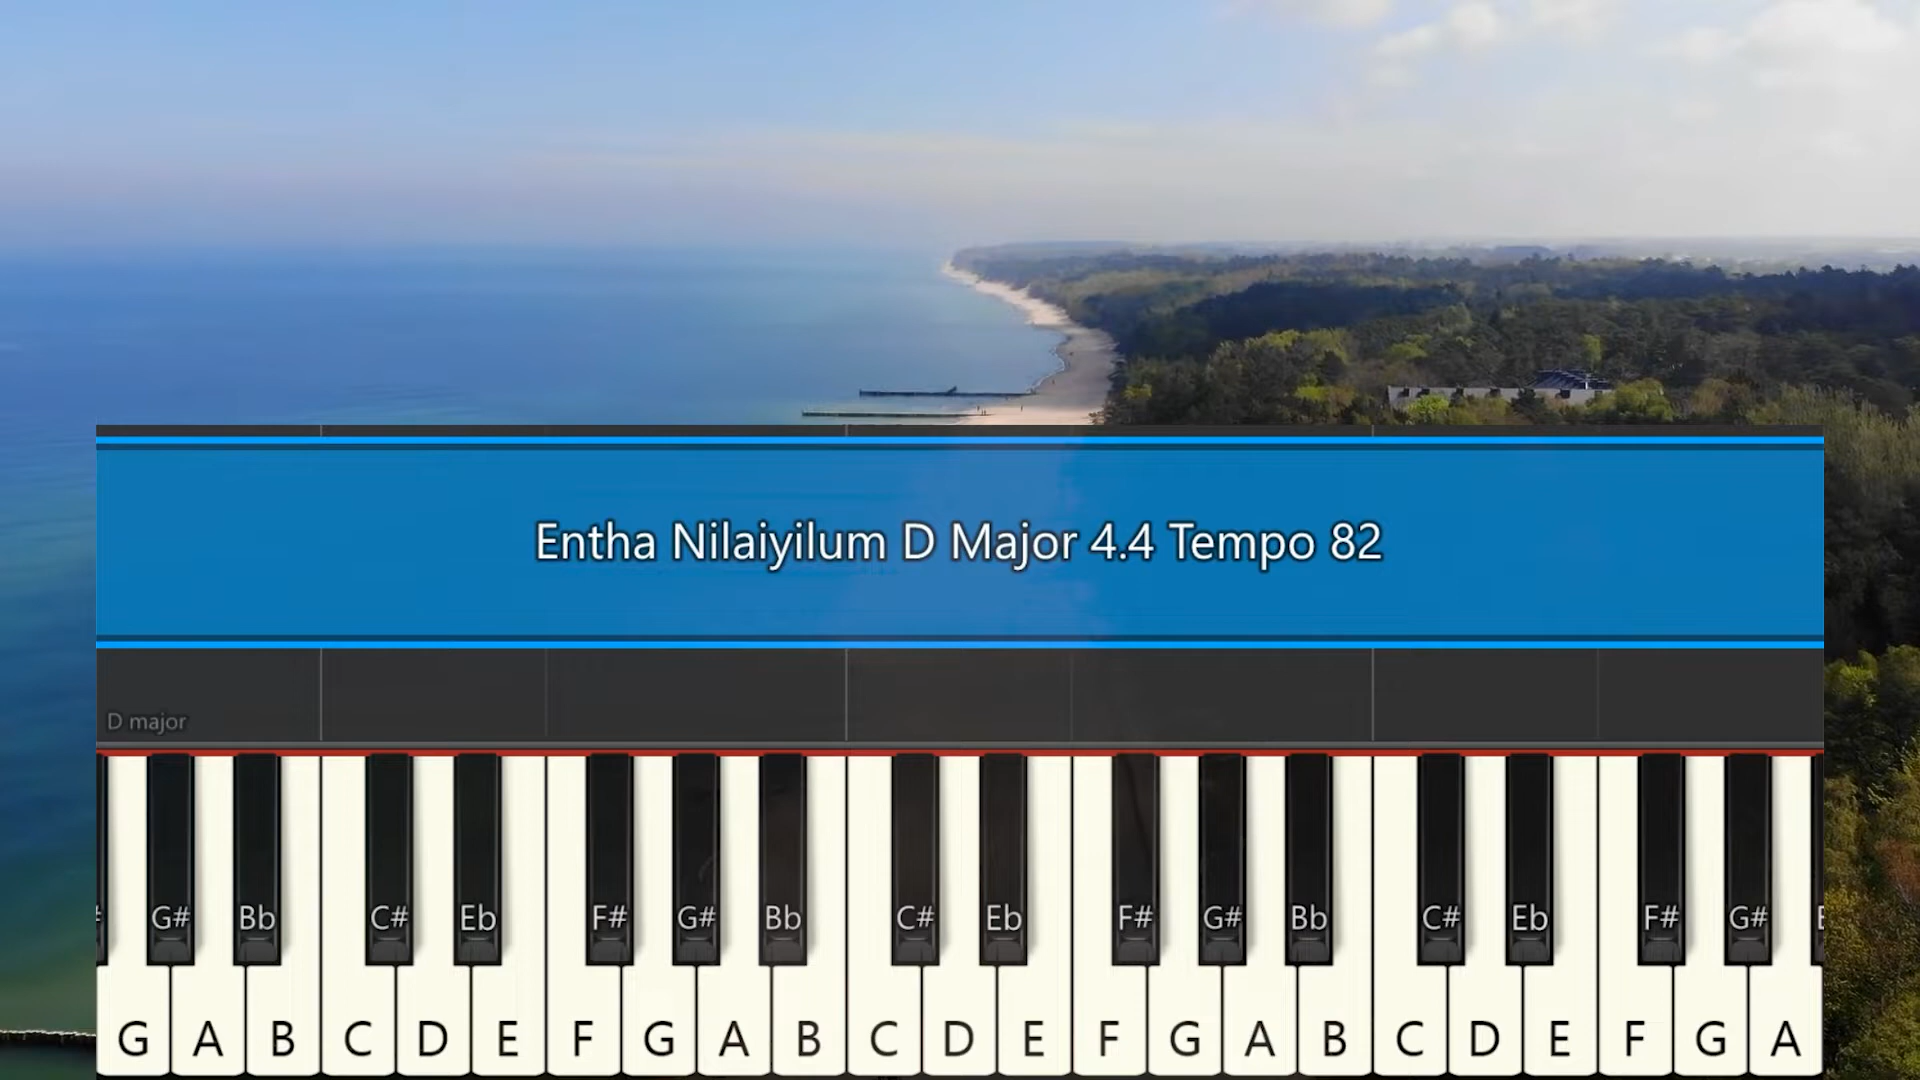 Entha Nilaiyilum D Major 4.4 Tempo 82
D major
G# Bb C# Eb F# G# Bb C# Eb F# G# Bb C# Eb F# G#
G A B C D E F G A B C D E F G A B C D E F G A